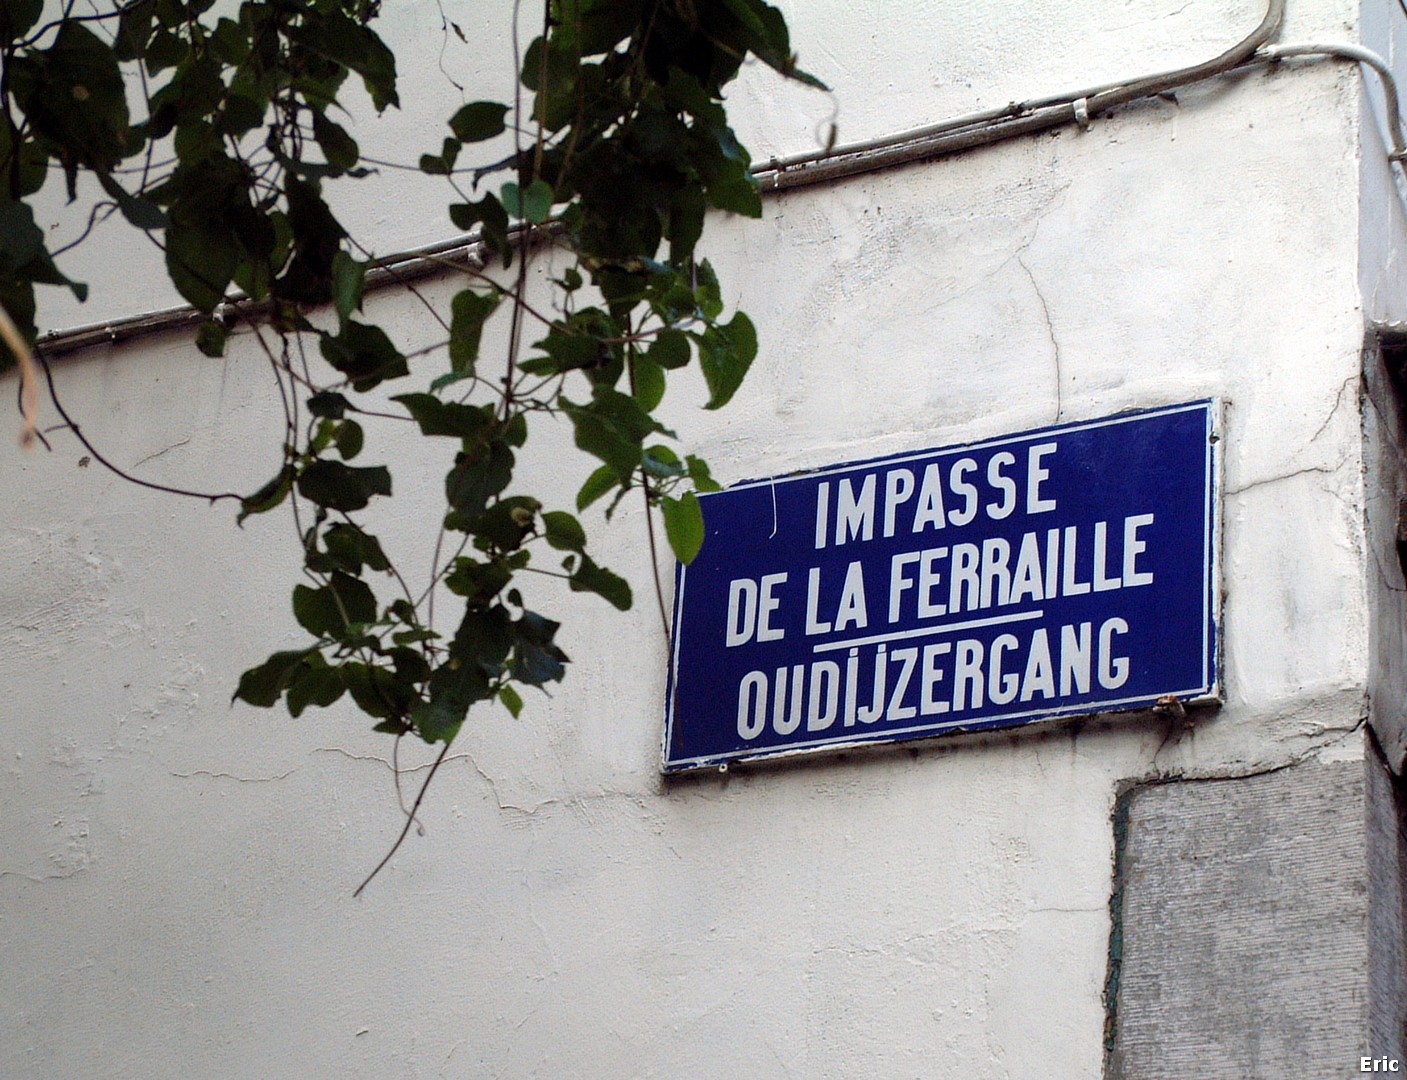 IMPASSE
DE LA FERRAILLE
OUDIJZERGANG
Eric